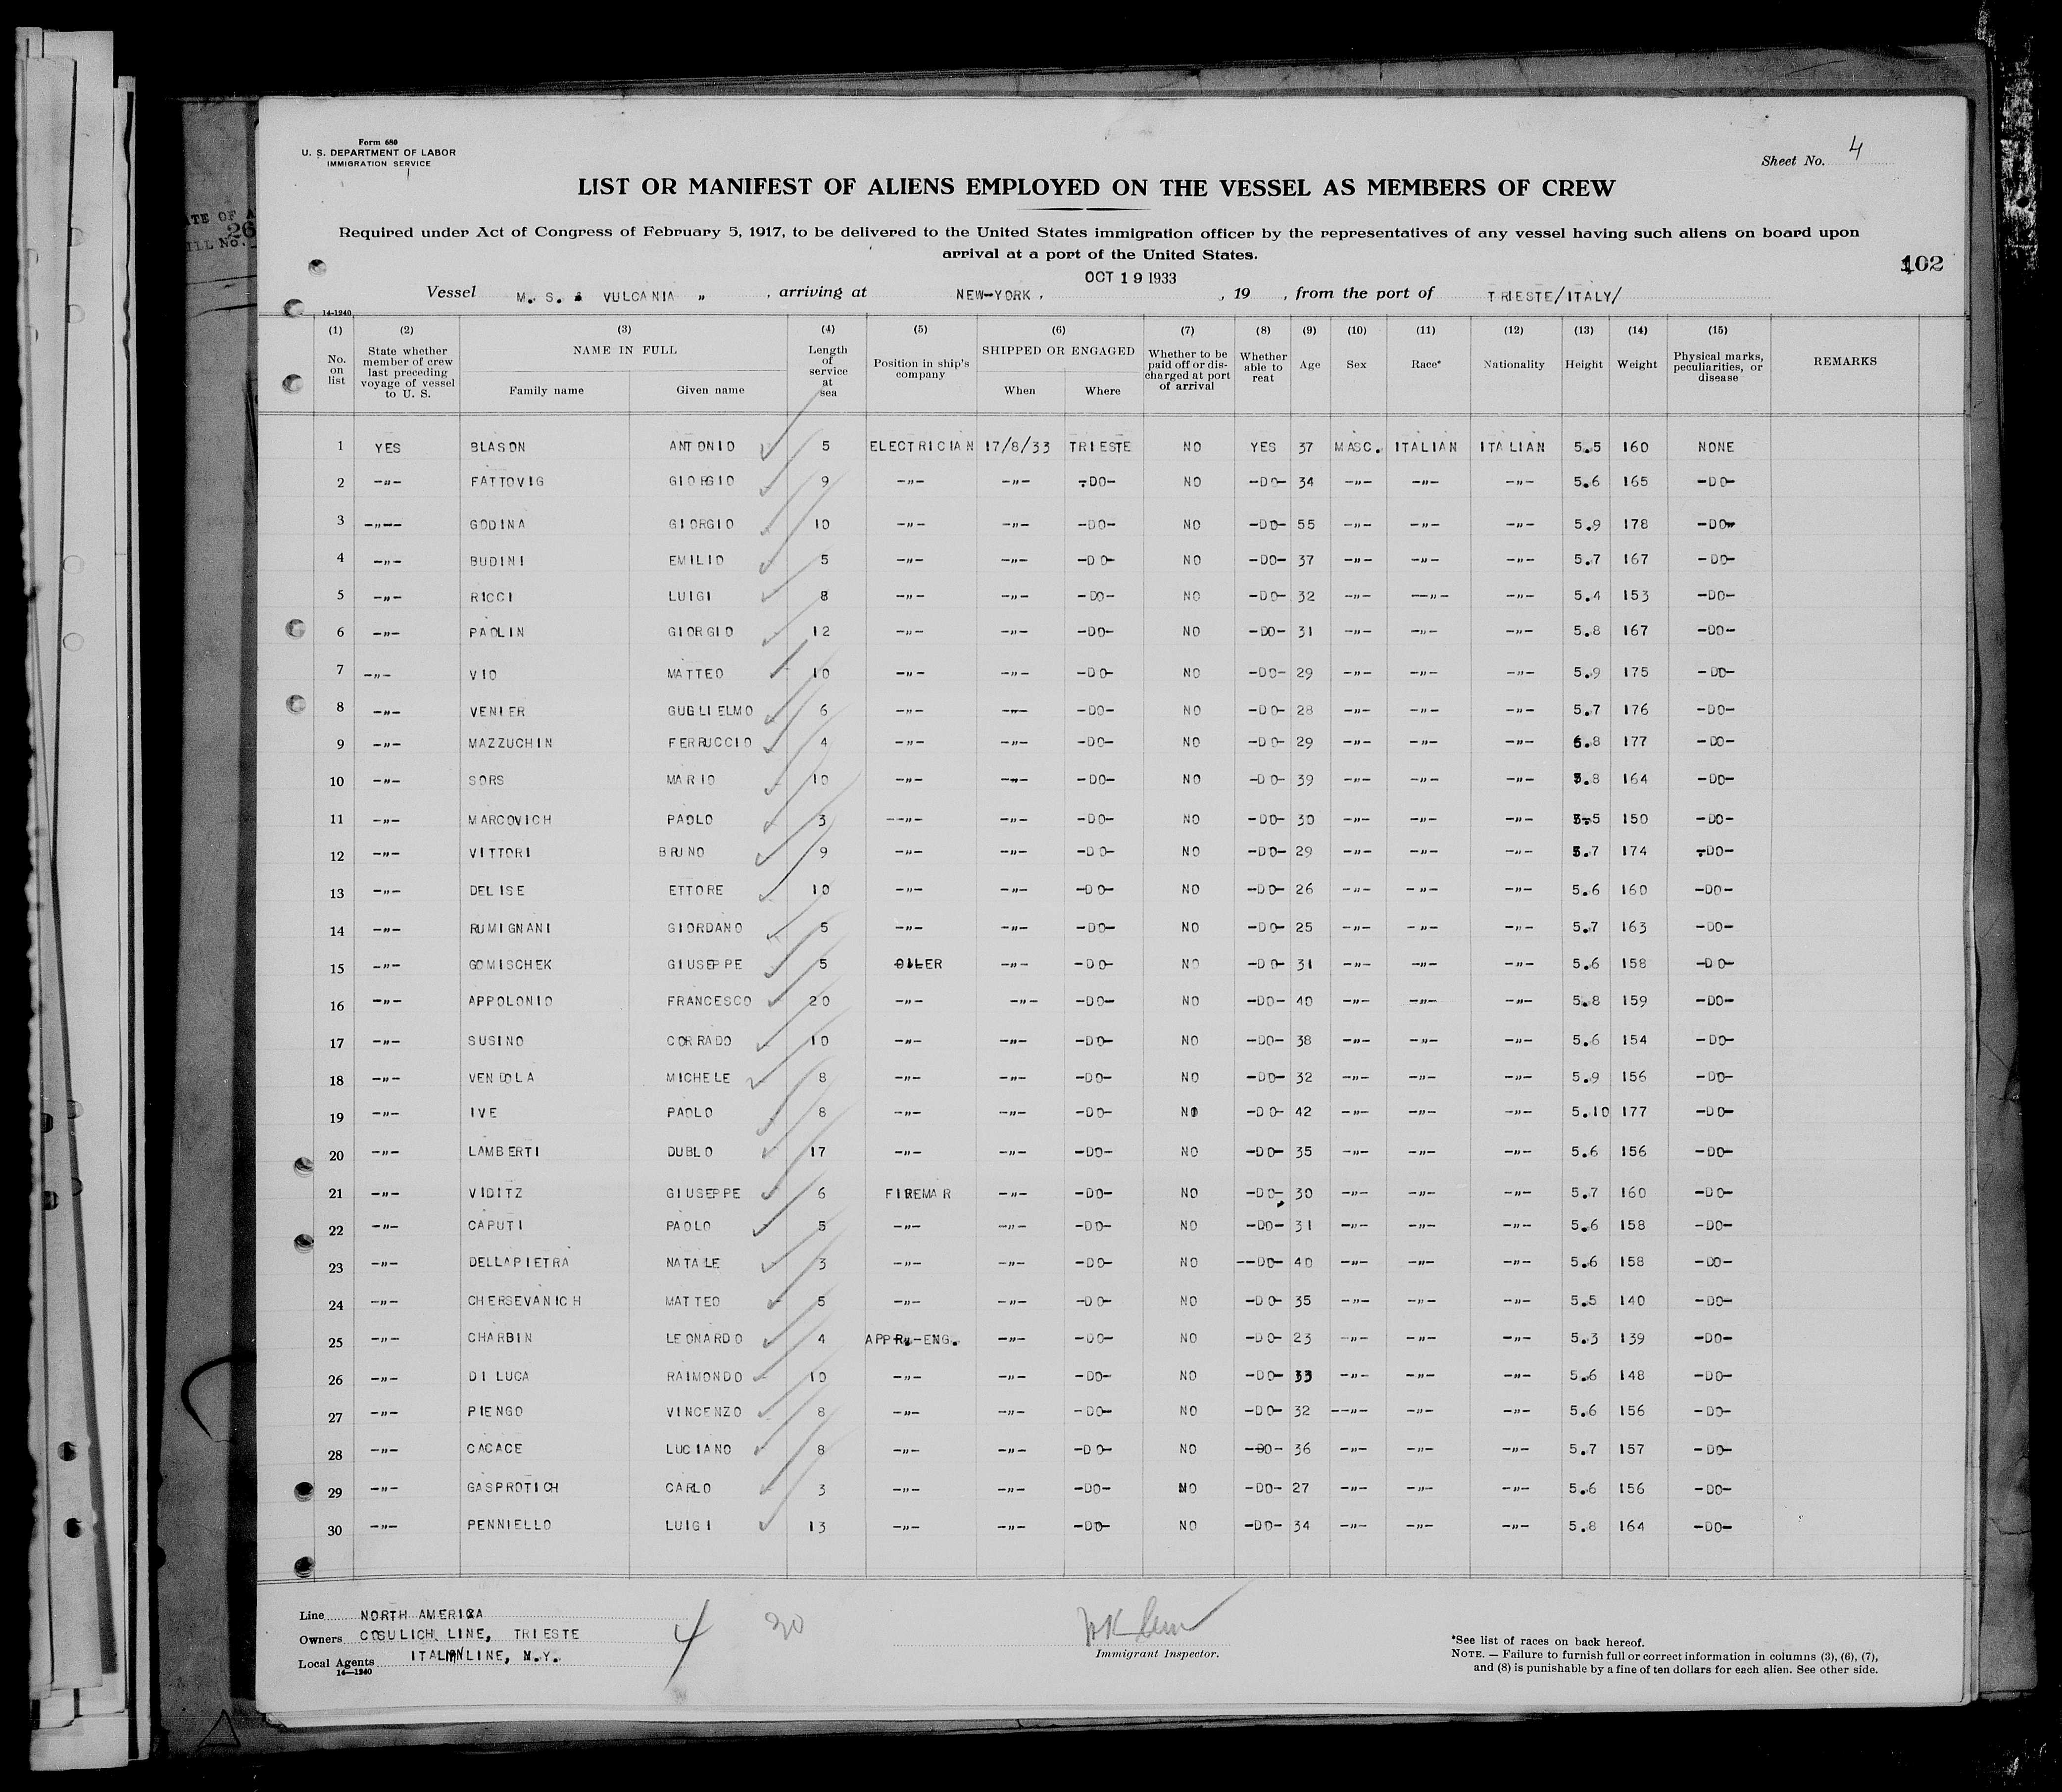 Form 680
U. S. DEPARTMENT OF LABOR
IMMIGRATION SERVICE
Sheet No. 4
LIST OR MANIFEST OF ALIENS EMPLOYED ON THE VESSEL AS MEMBERS OF CREW
Required under Act of Congress of February 5, 1917, to be delivered to the United States immigration officer by the representatives of any vessel having such aliens on board upon
arrival at a port of the United States.
102
OCT 19 1933
Vessel M. S. " VULCANIA " , arriving at NEW-YORK , , 19 , from the port of TRIESTE/ITALY/
14-1240
(1) (2) (3) (4) (5) (6) (7) (8) (9) (10) (11) (12) (13) (14) (15)
No. on list State whether member of crew last preceding voyage of vessel to U. S. NAME IN FULL Family name Given name Length of service at sea Position in ship's company SHIPPED OR ENGAGED When Where Whether to be paid off or discharged at port of arrival Whether able to reat Age Sex Race* Nationality Height Weight Physical marks, peculiarities, or disease REMARKS
1 YES BLASON ANTONIO 5 ELECTRICIAN 17/8/33 TRIESTE NO YES 37 MASC. ITALIAN ITALIAN 5.5 160 NONE
2 -"- FATTOVIG GIORGIO 9 -"- -"- -DO- NO -DO- 34 -"- -"- -"- 5.6 165 -DO-
3 -"-- GODINA GIORGIO 10 -"- -"- -DO- NO -DO- 55 -"- -"- -"- 5.9 178 -DO-
4 -"- BUDINI EMILIO 5 -"- -"- -DO- NO -DO- 37 -"- -"- -"- 5.7 167 -DO-
5 -"- RICCI LUIGI 8 -"- -"- -DO- NO -DO- 32 -"- --"- -"- 5.4 153 -DO-
6 -"- PAOLIN GIORGIO 12 -"- -"- -DO- NO -DO- 31 -"- -"- -"- 5.8 167 -DO-
7 -"- VIO MATTEO 10 -"- -"- -DO- NO -DO- 29 -"- -"- -"- 5.9 175 -DO-
8 -"- VENIER GUGLIELMO 6 -"- -"- -DO- NO -DO- 28 -"- -"- -"- 5.7 176 -DO-
9 -"- MAZZUCHIN FERRUCCIO 4 -"- -"- -DO- NO -DO- 29 -"- -"- -"- 5.8 177 -DO-
10 -"- SORS MARIO 10 -"- -"- -DO- NO -DO- 39 -"- -"- -"- 5.8 164 -DO-
11 -"- MARCOVICH PAOLO 3 --"- -"- -DO- NO -DO- 30 -"- -"- -"- 5.5 150 -DO-
12 -"- VITTORI BRUNO 9 -"- -"- -DO- NO -DO- 29 -"- -"- -"- 5.7 174 -DO-
13 -"- DELISE ETTORE 10 -"- -"- -DO- NO -DO- 26 -"- -"- -"- 5.6 160 -DO-
14 -"- RUMIGNANI GIORDANO 5 -"- -"- -DO- NO -DO- 25 -"- -"- -"- 5.7 163 -DO-
15 -"- GOMISCHEK GIUSEPPE 5 OILER -"- -DO- NO -DO- 31 -"- -"- -"- 5.6 158 -DO-
16 -"- APPOLONIO FRANCESCO 20 -"- -"- -DO- NO -DO- 40 -"- -"- -"- 5.8 159 -DO-
17 -"- SUSINO CORRADO 10 -"- -"- -DO- NO -DO- 38 -"- -"- -"- 5.6 154 -DO-
18 -"- VENDOLA MICHELE 8 -"- -"- -DO- NO -DO- 32 -"- -"- -"- 5.9 156 -DO-
19 -"- IVE PAOLO 8 -"- -"- -DO- NO -DO- 42 -"- -"- -"- 5.10 177 -DO-
20 -"- LAMBERTI DUBLO 17 -"- -"- -DO- NO -DO- 35 -"- -"- -"- 5.6 156 -DO-
21 -"- VIDITZ GIUSEPPE 6 FIREMAR -"- -DO- NO -DO- 30 -"- -"- -"- 5.7 160 -DO-
22 -"- CAPUTI PAOLO 5 -"- -"- -DO- NO -DO- 31 -"- -"- -"- 5.6 158 -DO-
23 -"- DELLAPIETRA NATALE 3 -"- -"- -DO- NO --DO- 40 -"- -"- -"- 5.6 158 -DO-
24 -"- CHERSEVANICH MATTEO 5 -"- -"- -DO- NO -DO- 35 -"- -"- -"- 5.5 140 -DO-
25 -"- CHARBIN LEONARDO 4 APPR.-ENG. -"- -DO- NO -DO- 23 -"- -"- -"- 5.3 139 -DO-
26 -"- DI LUCA RAIMONDO 10 -"- -"- -DO- NO -DO- 33 -"- -"- -"- 5.6 148 -DO-
27 -"- PIENGO VINCENZO 8 -"- -"- -DO- NO -DO- 32 --"- -"- -"- 5.6 156 -DO-
28 -"- CACACE LUCIANO 8 -"- -"- -DO- NO -DO- 36 -"- -"- -"- 5.7 157 -DO-
29 -"- GASPROTICH CARLO 3 -"- -"- -DO- NO -DO- 27 -"- -"- -"- 5.6 156 -DO-
30 -"- PENNIELLO LUIGI 13 -"- -"- -DO- NO -DO- 34 -"- -"- -"- 5.8 164 -DO-
Line NORTH AMERICA
Owners COSULICH LINE, TRIESTE
Local Agents ITALIAN LINE, N.Y.
14-1240
4 30
Immigrant Inspector.
*See list of races on back hereof.
NOTE. — Failure to furnish full or correct information in columns (3), (6), (7),
and (8) is punishable by a fine of ten dollars for each alien. See other side.